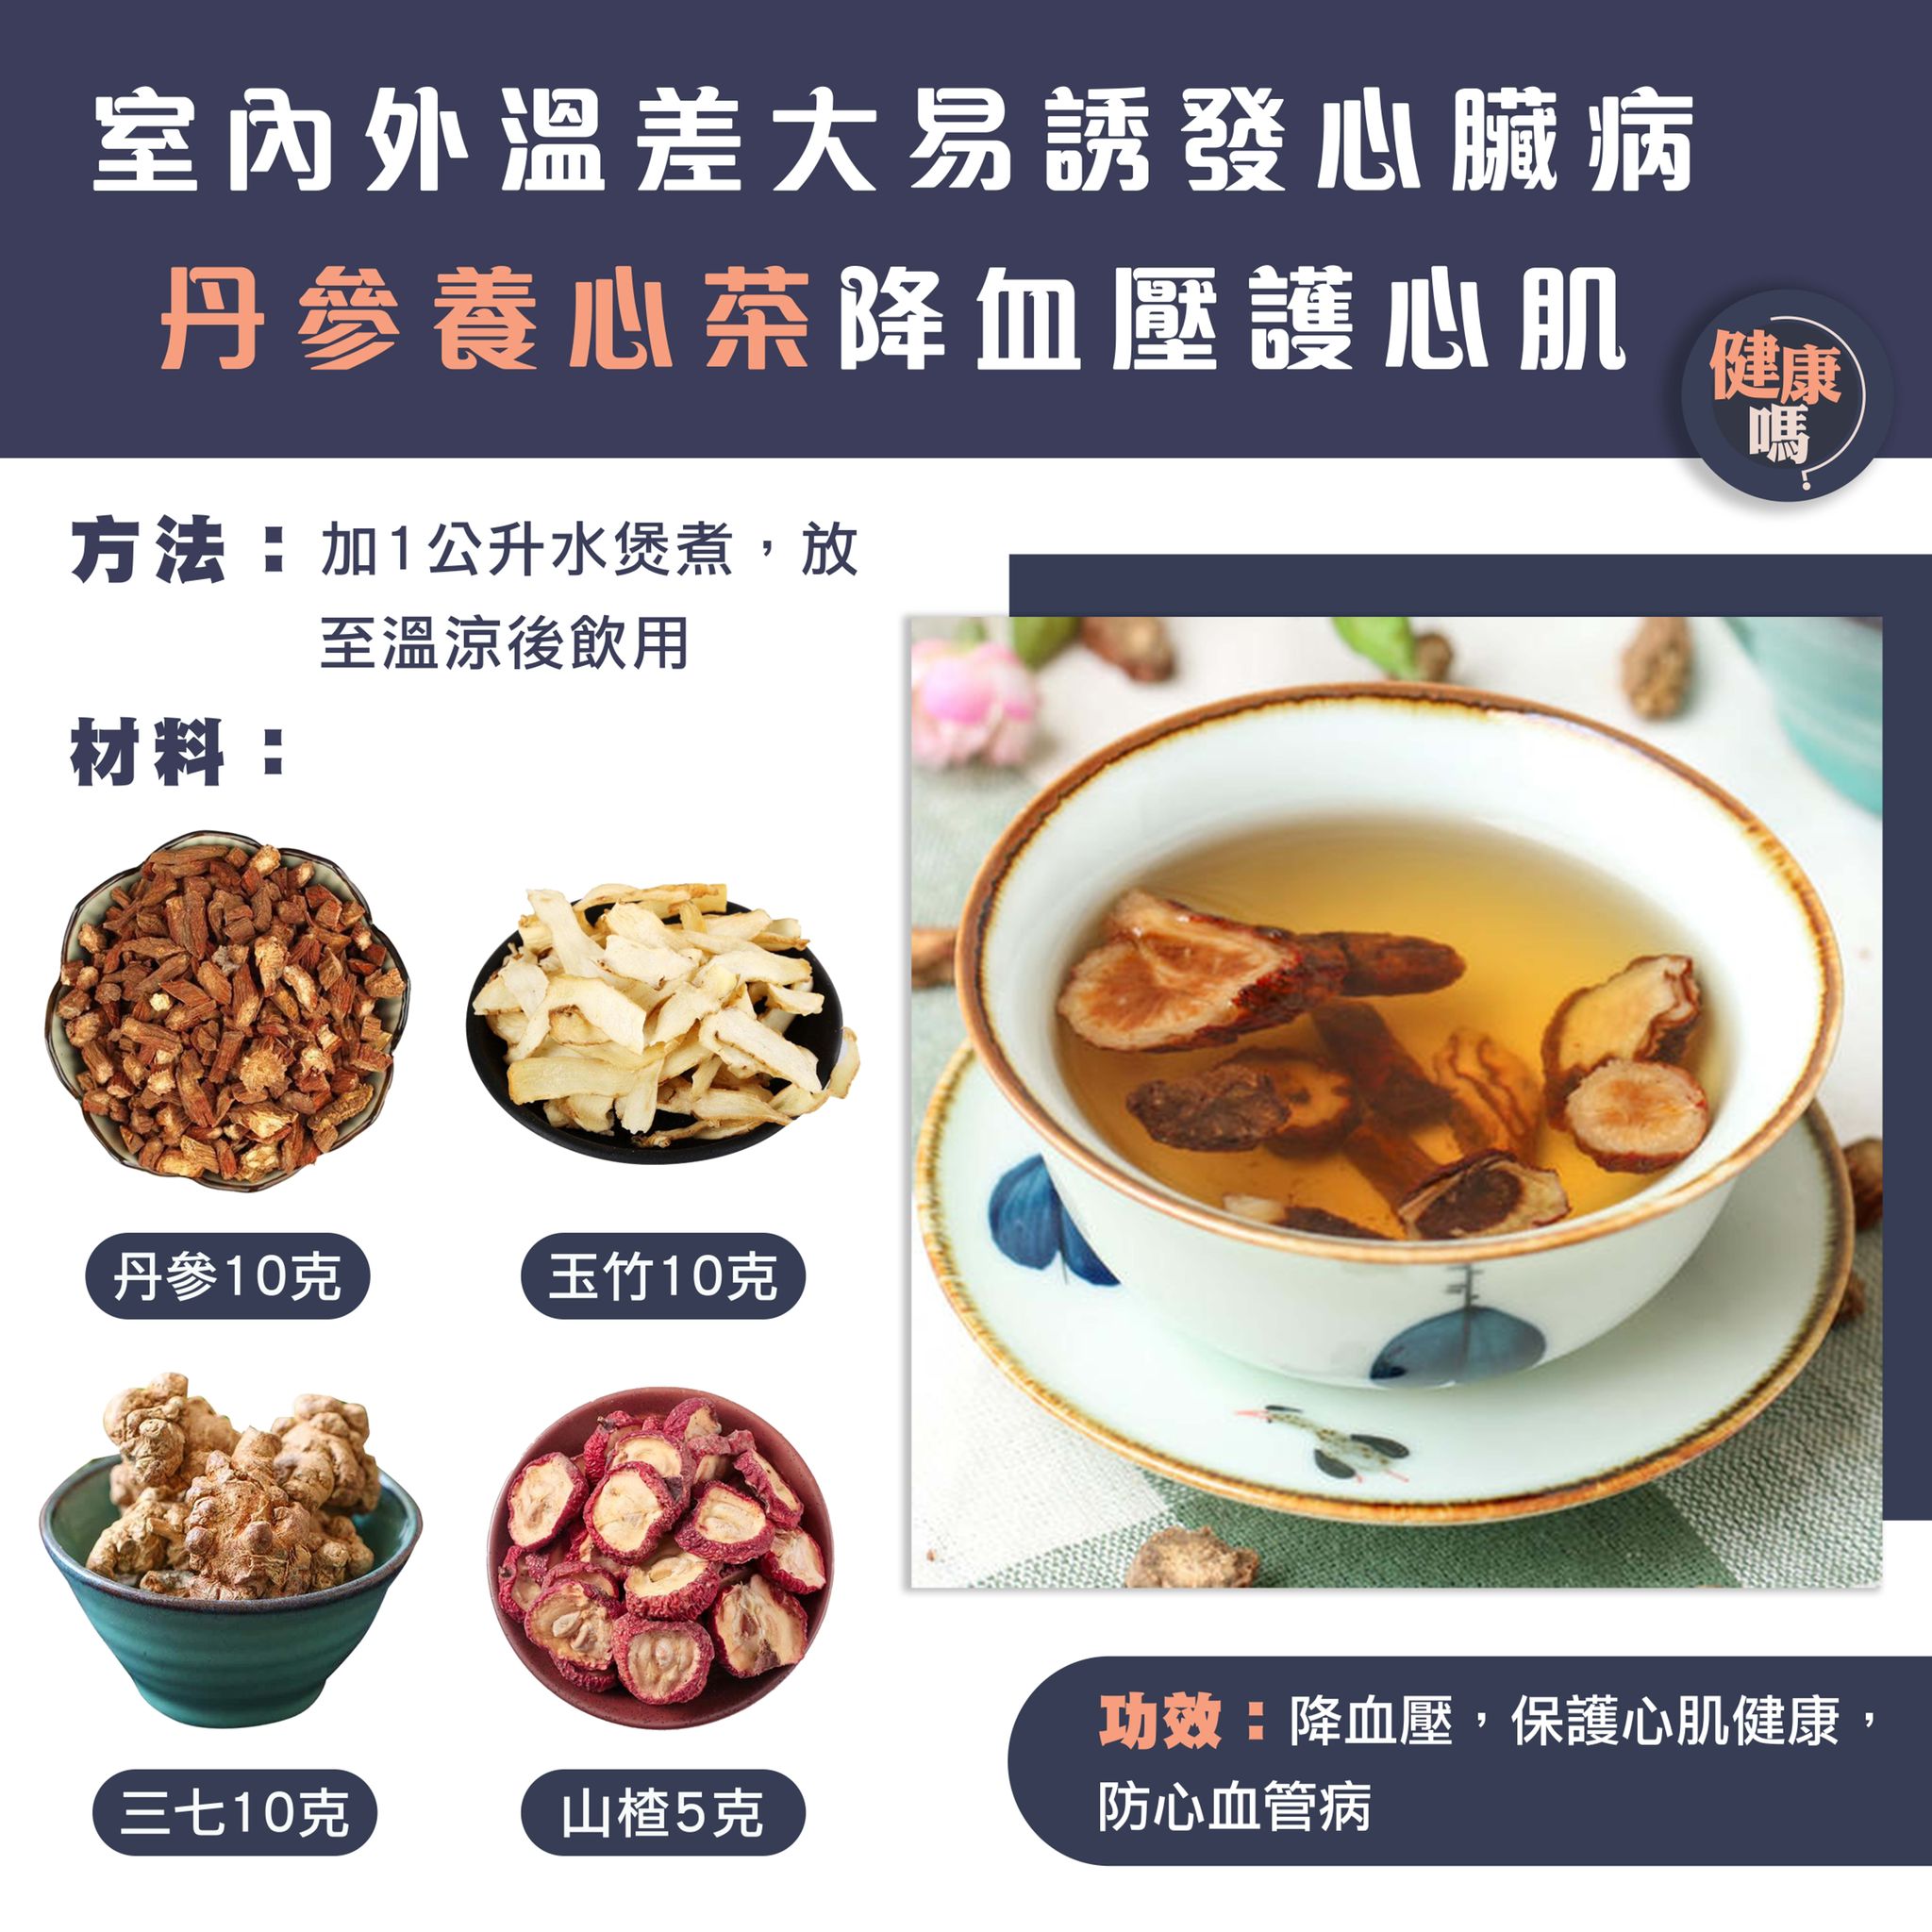 室內外溫差大易誘發心臟病
丹參養心茶降血壓護心肌
健康
嗎?
方法：加1公升水煲煮，放
至溫涼後飲用
材料：
丹參10克
玉竹10克
三七10克
山楂5克
功效：降血壓，保護心肌健康，
防心血管病